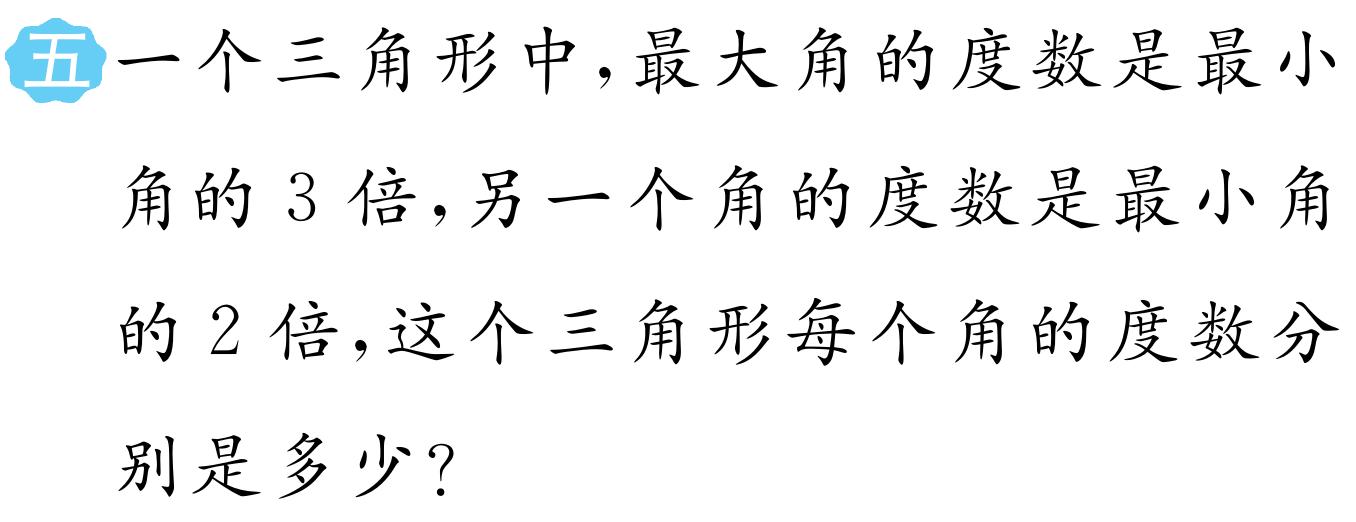 五 一个三角形中,最大角的度数是最小
角的 3 倍,另一个角的度数是最小角
的 2 倍,这个三角形每个角的度数分
别是多少?